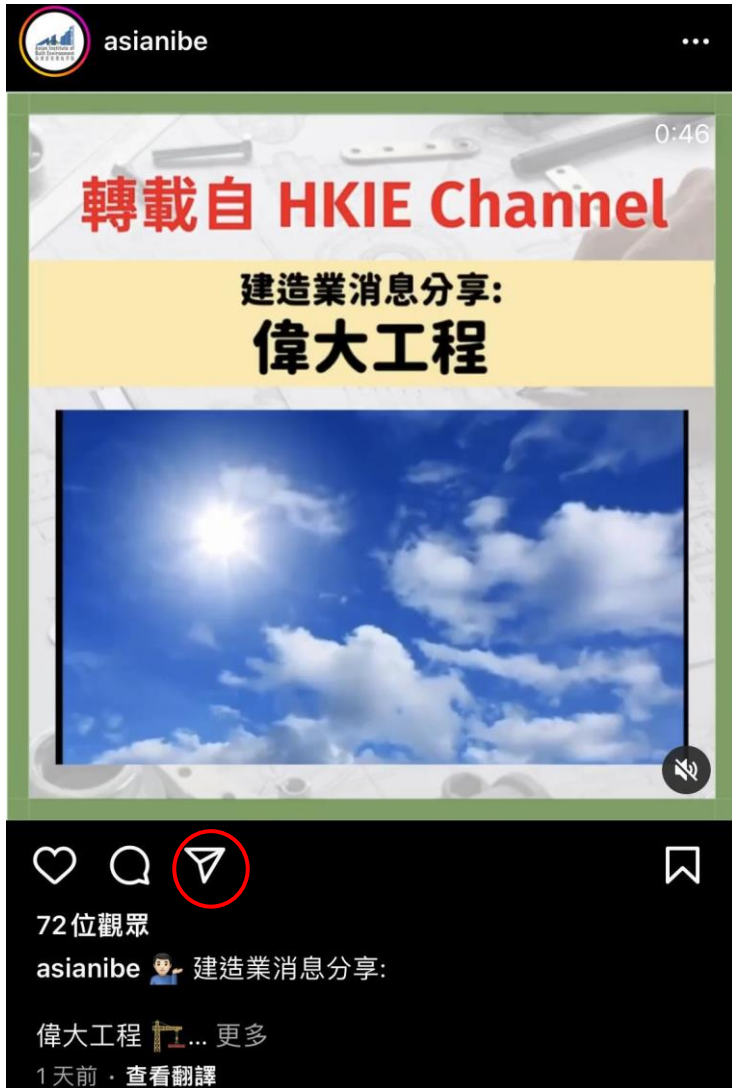 asianibe
0:46
轉載自 HKIE Channel
建造業消息分享:
偉大工程
72位觀眾
asianibe 💁🏻‍♂️ 建造業消息分享:
偉大工程 🏗️... 更多
1天前 · 查看翻譯